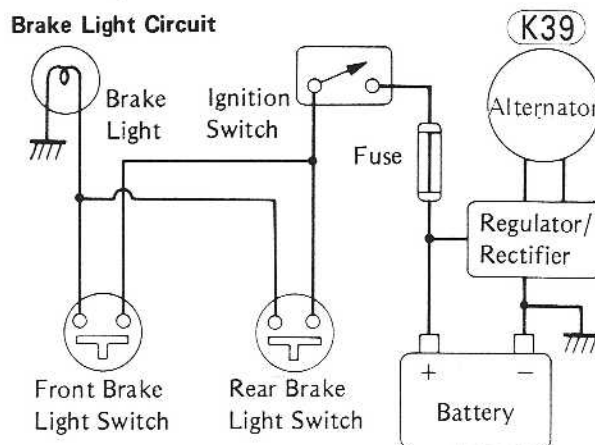 Brake Light Circuit
K39
Brake
Light
Ignition
Switch
Alternator
Fuse
Regulator/
Rectifier
Front Brake
Light Switch
Rear Brake
Light Switch
+ −
Battery